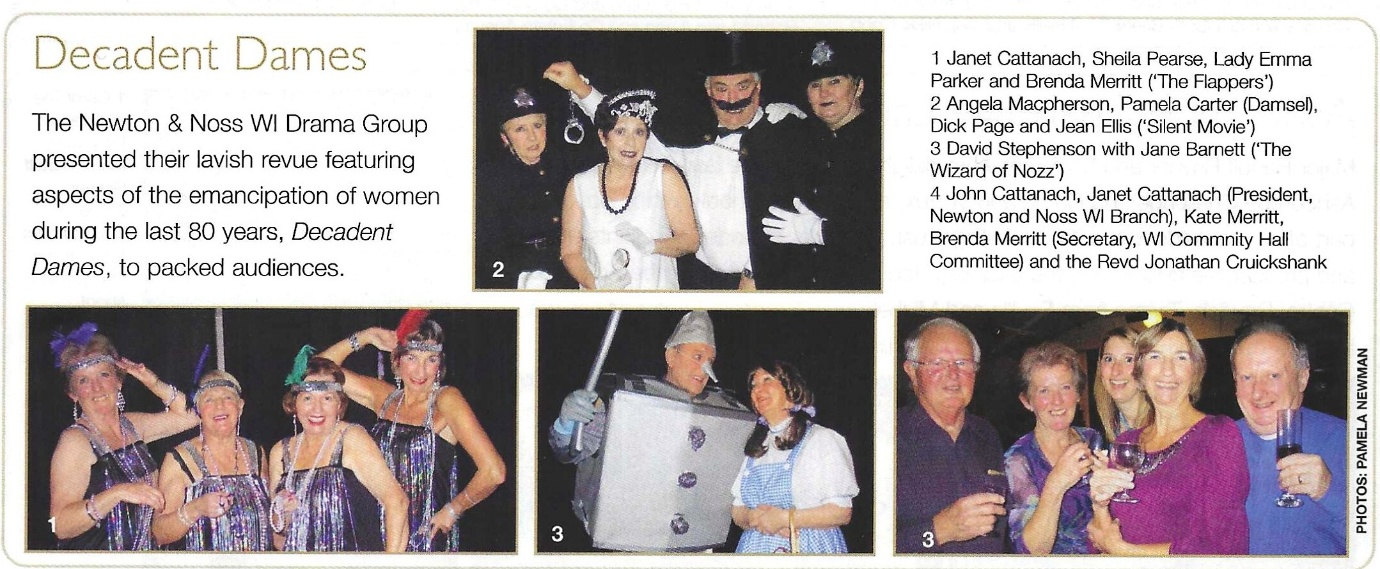 Decadent Dames
The Newton & Noss WI Drama Group
presented their lavish revue featuring
aspects of the emancipation of women
during the last 80 years, Decadent
Dames, to packed audiences.
2
1 Janet Cattanach, Sheila Pearse, Lady Emma
Parker and Brenda Merritt (‘The Flappers’)
2 Angela Macpherson, Pamela Carter (Damsel),
Dick Page and Jean Ellis (‘Silent Movie’)
3 David Stephenson with Jane Barnett (‘The
Wizard of Nozz’)
4 John Cattanach, Janet Cattanach (President,
Newton and Noss WI Branch), Kate Merritt,
Brenda Merritt (Secretary, WI Commnity Hall
Committee) and the Revd Jonathan Cruickshank
1
3
3
PHOTOS: PAMELA NEWMAN